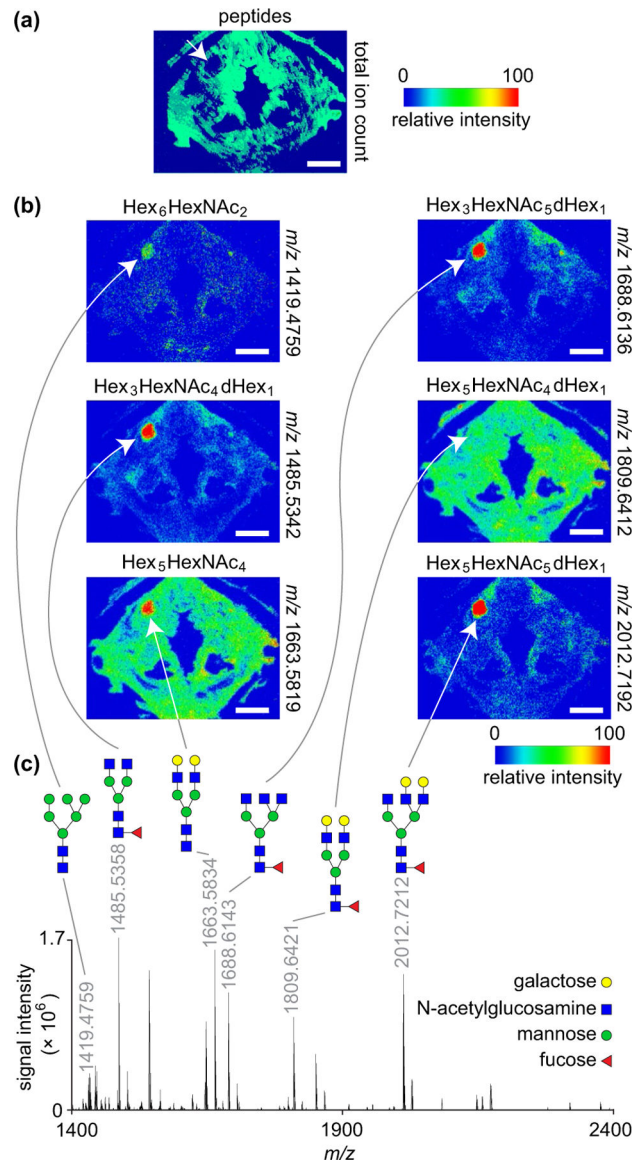 (a)
peptides
total ion count
0 100
relative intensity
(b)
Hex6HexNAc2
m/z 1419.4759
Hex3HexNAc5dHex1
m/z 1688.6136
Hex3HexNAc4dHex1
m/z 1485.5342
Hex5HexNAc4dHex1
m/z 1809.6412
Hex5HexNAc4
m/z 1663.5819
Hex5HexNAc5dHex1
m/z 2012.7192
0 100
relative intensity
(c)
1419.4759
1485.5358
1663.5834
1688.6143
1809.6421
2012.7212
galactose
N-acetylglucosamine
mannose
fucose
signal intensity
(× 10^6)
1.7
0
1400 1900 2400
m/z